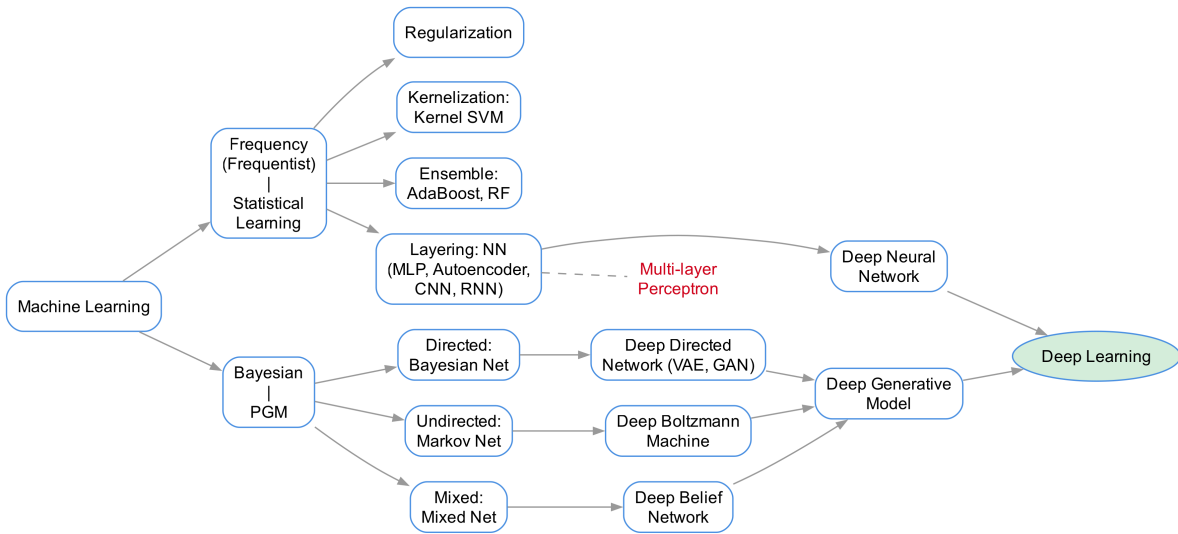 Regularization
Kernelization:
Kernel SVM
Frequency
(Frequentist)
|
Statistical
Learning
Ensemble:
AdaBoost, RF
Layering: NN
(MLP, Autoencoder,
CNN, RNN)
Multi-layer
Perceptron
Deep Neural
Network
Machine Learning
Deep Learning
Directed:
Bayesian Net
Deep Directed
Network (VAE, GAN)
Bayesian
|
PGM
Deep Generative
Model
Undirected:
Markov Net
Deep Boltzmann
Machine
Mixed:
Mixed Net
Deep Belief
Network